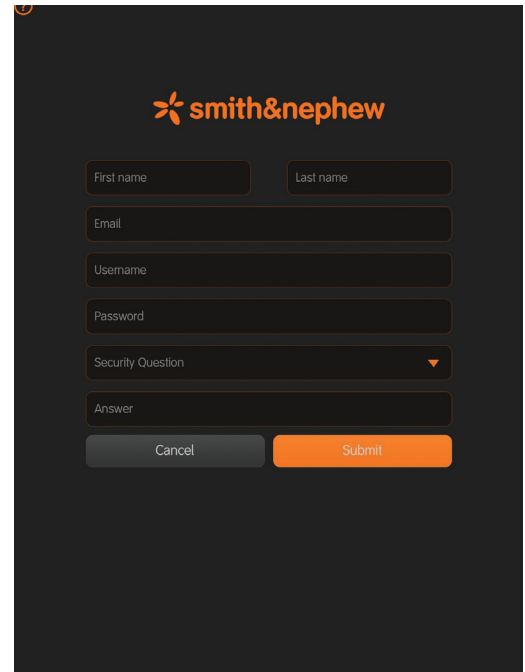 ?
smith&nephew
First name
Last name
Email
Username
Password
Security Question
Answer
Cancel
Submit